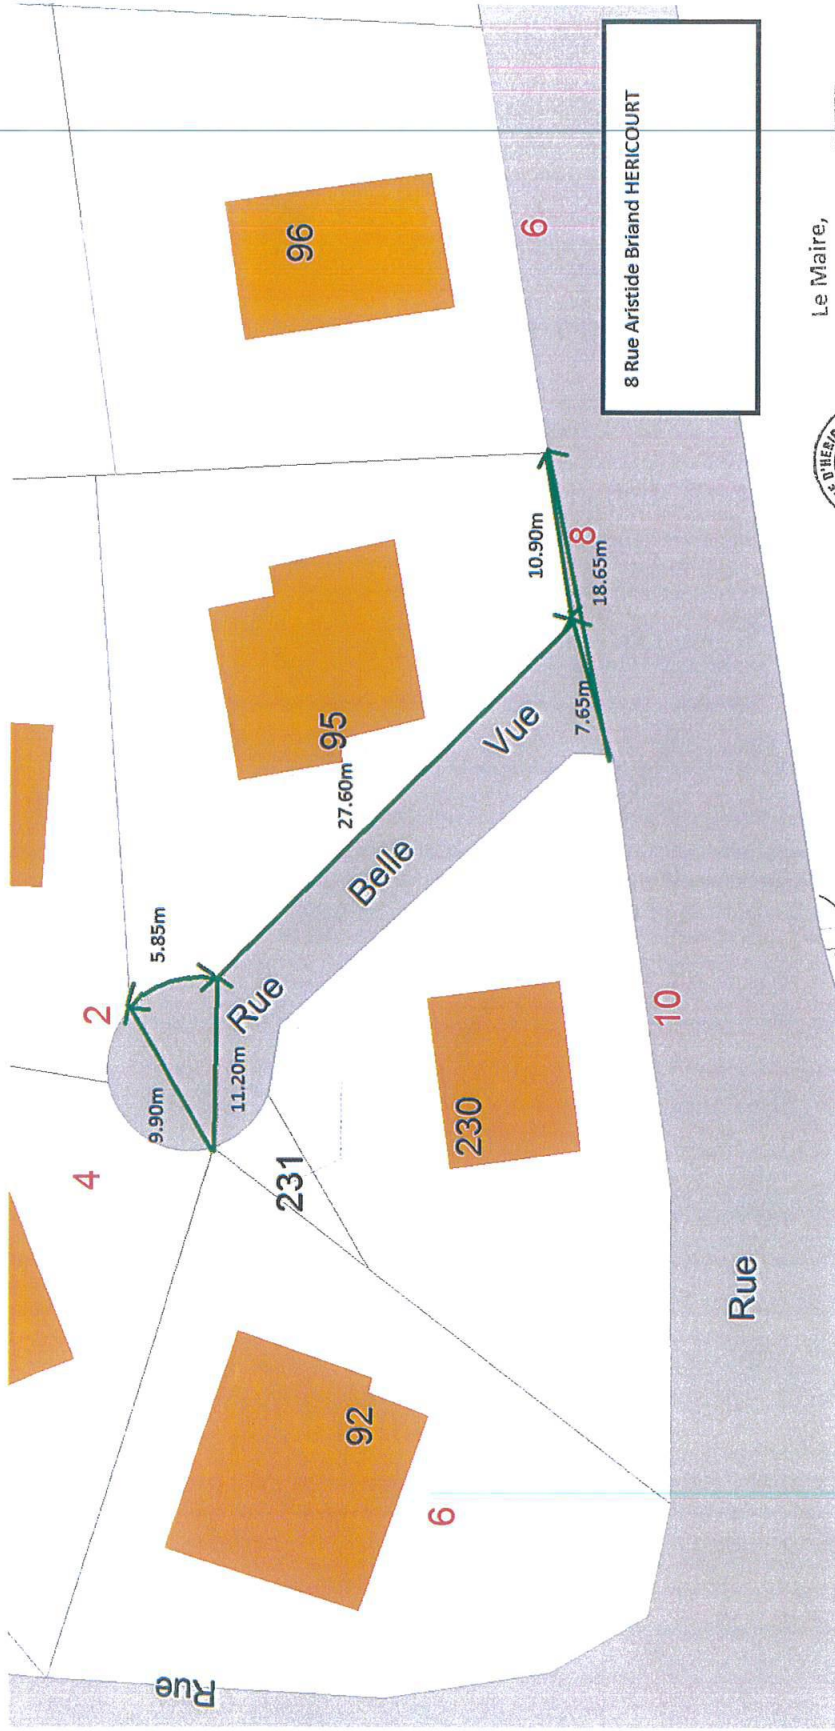 96
6
8 Rue Aristide Briand HERICOURT
Le Maire,
D'HERIC
10.90m
8
18.65m
7.65m
95
27.60m
Rue Belle Vue
5.85m
2
9.90m
11.20m
4
231
230
10
92
6
Rue
Rue